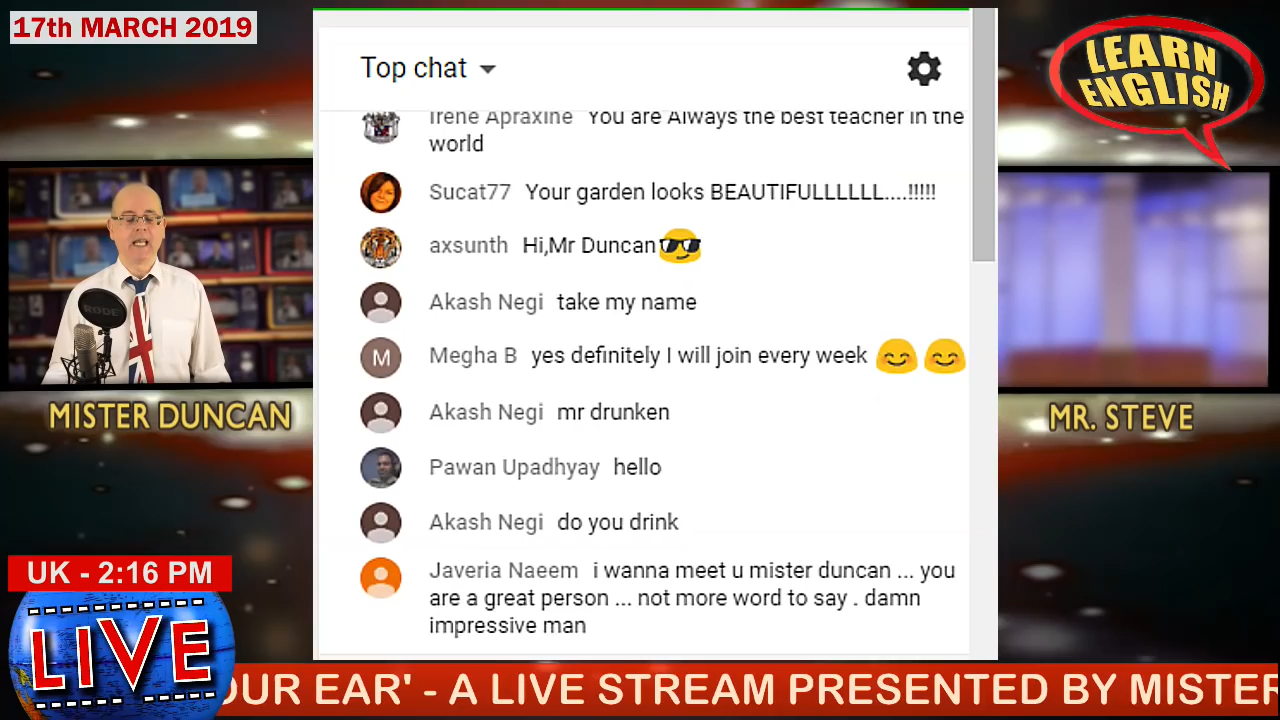 17th MARCH 2019
LEARN
ENGLISH
Top chat
Irene Apraxine You are Always the best teacher in the
world
Sucat77 Your garden looks BEAUTIFULLLLLL....!!!!!
axsunth Hi,Mr Duncan😎
Akash Negi take my name
M Megha B yes definitely I will join every week 😊 😊
Akash Negi mr drunken
Pawan Upadhyay hello
Akash Negi do you drink
Javeria Naeem i wanna meet u mister duncan ... you
are a great person ... not more word to say . damn
impressive man
RODE
MISTER DUNCAN
MR. STEVE
UK - 2:16 PM
LIVE
OUR EAR' - A LIVE STREAM PRESENTED BY MISTER